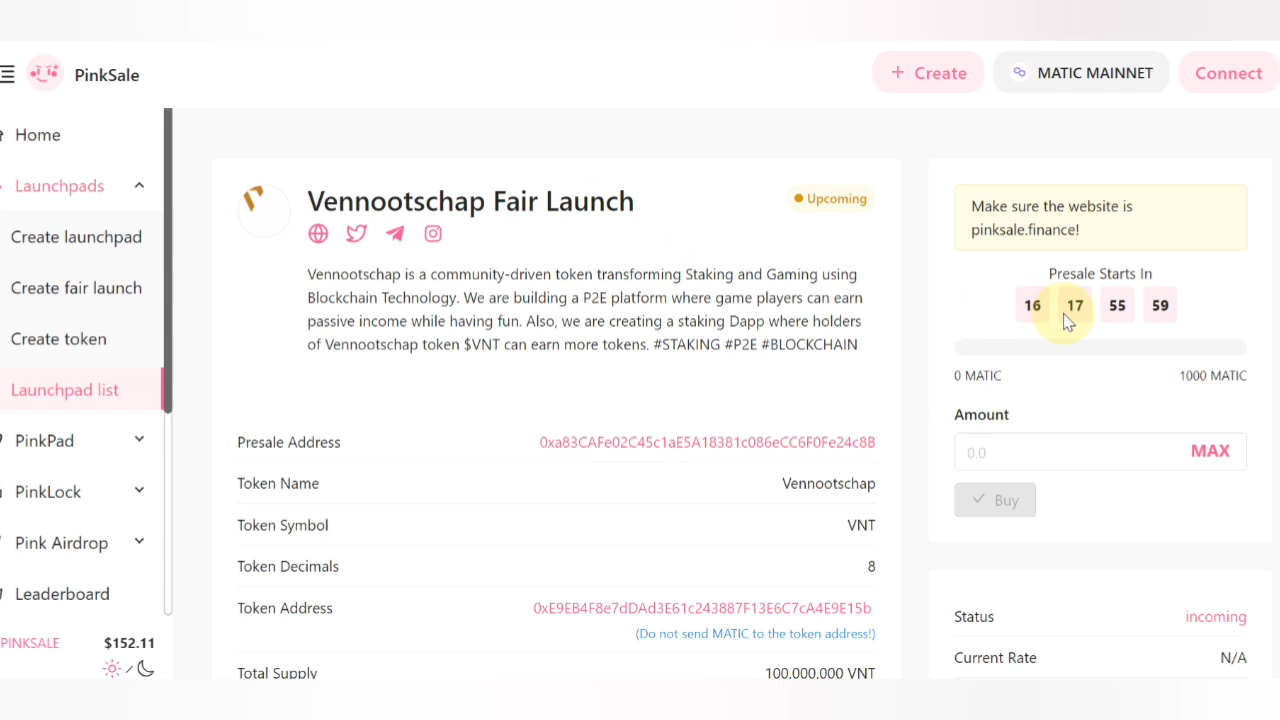 PinkSale
+ Create
MATIC MAINNET
Connect
Home
Launchpads
Create launchpad
Create fair launch
Create token
Launchpad list
PinkPad
PinkLock
Pink Airdrop
Leaderboard
PINKSALE $152.11
Vennootschap Fair Launch
Upcoming
Vennootschap is a community-driven token transforming Staking and Gaming using
Blockchain Technology. We are building a P2E platform where game players can earn
passive income while having fun. Also, we are creating a staking Dapp where holders
of Vennootschap token $VNT can earn more tokens. #STAKING #P2E #BLOCKCHAIN
Presale Address 0xa83CAFe02C45c1aE5A18381c086eCC6F0Fe24c8B
Token Name Vennootschap
Token Symbol VNT
Token Decimals 8
Token Address 0xE9EB4F8e7dDAd3E61c243887F13E6C7cA4E9E15b
(Do not send MATIC to the token address!)
Total Supply 100,000,000 VNT
Make sure the website is
pinksale.finance!
Presale Starts In
16 17 55 59
0 MATIC 1000 MATIC
Amount
0.0 MAX
Buy
Status incoming
Current Rate N/A